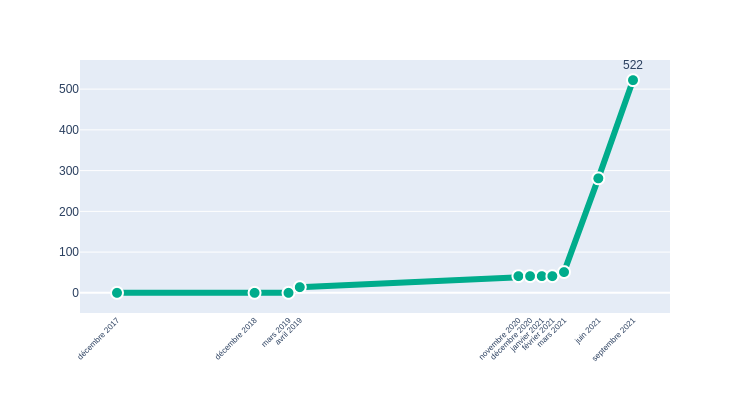 522
500
400
300
200
100
0
décembre 2017
décembre 2018
mars 2019
avril 2019
novembre 2020
décembre 2020
janvier 2021
février 2021
mars 2021
juin 2021
septembre 2021